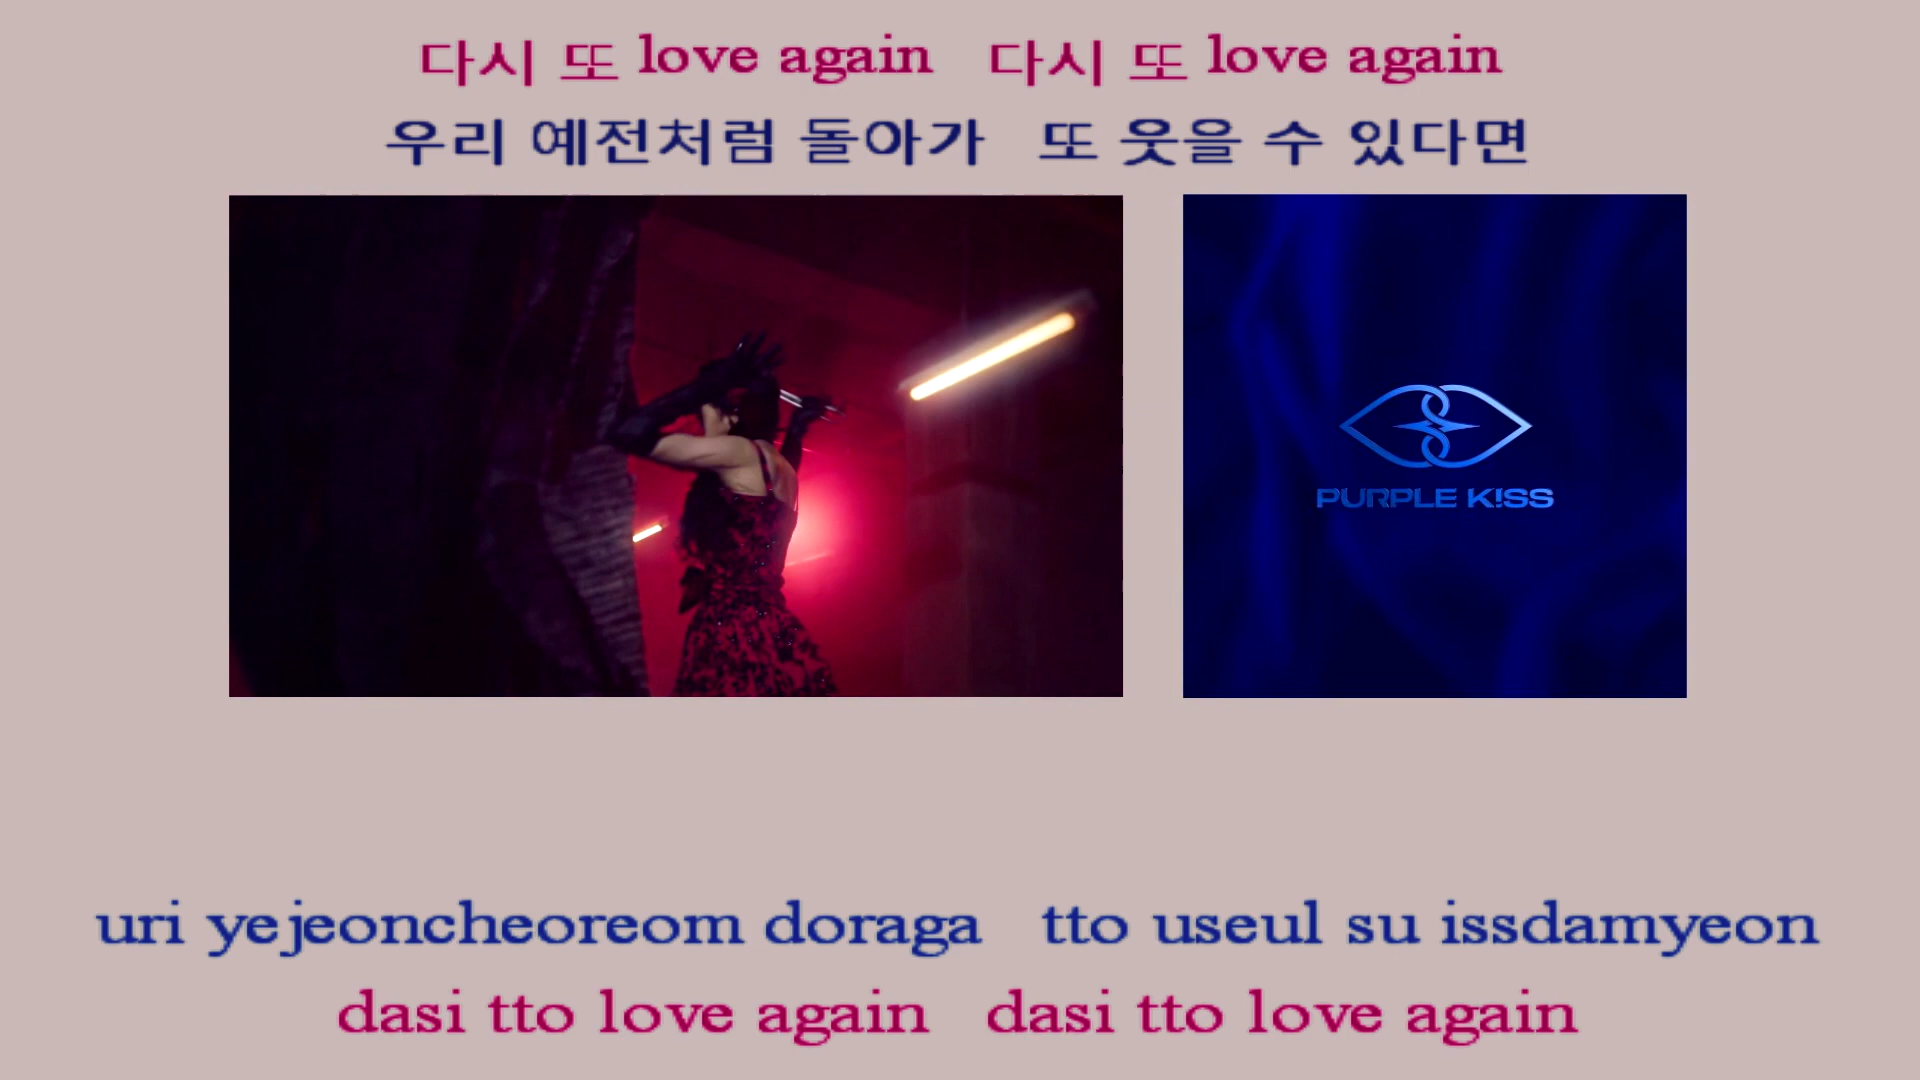 다시 또 love again 다시 또 love again
우리 예전처럼 돌아가 또 웃을 수 있다면
PURPLE K!SS
uri yejeoncheoreom doraga tto useul su issdamyeon
dasi tto love again dasi tto love again